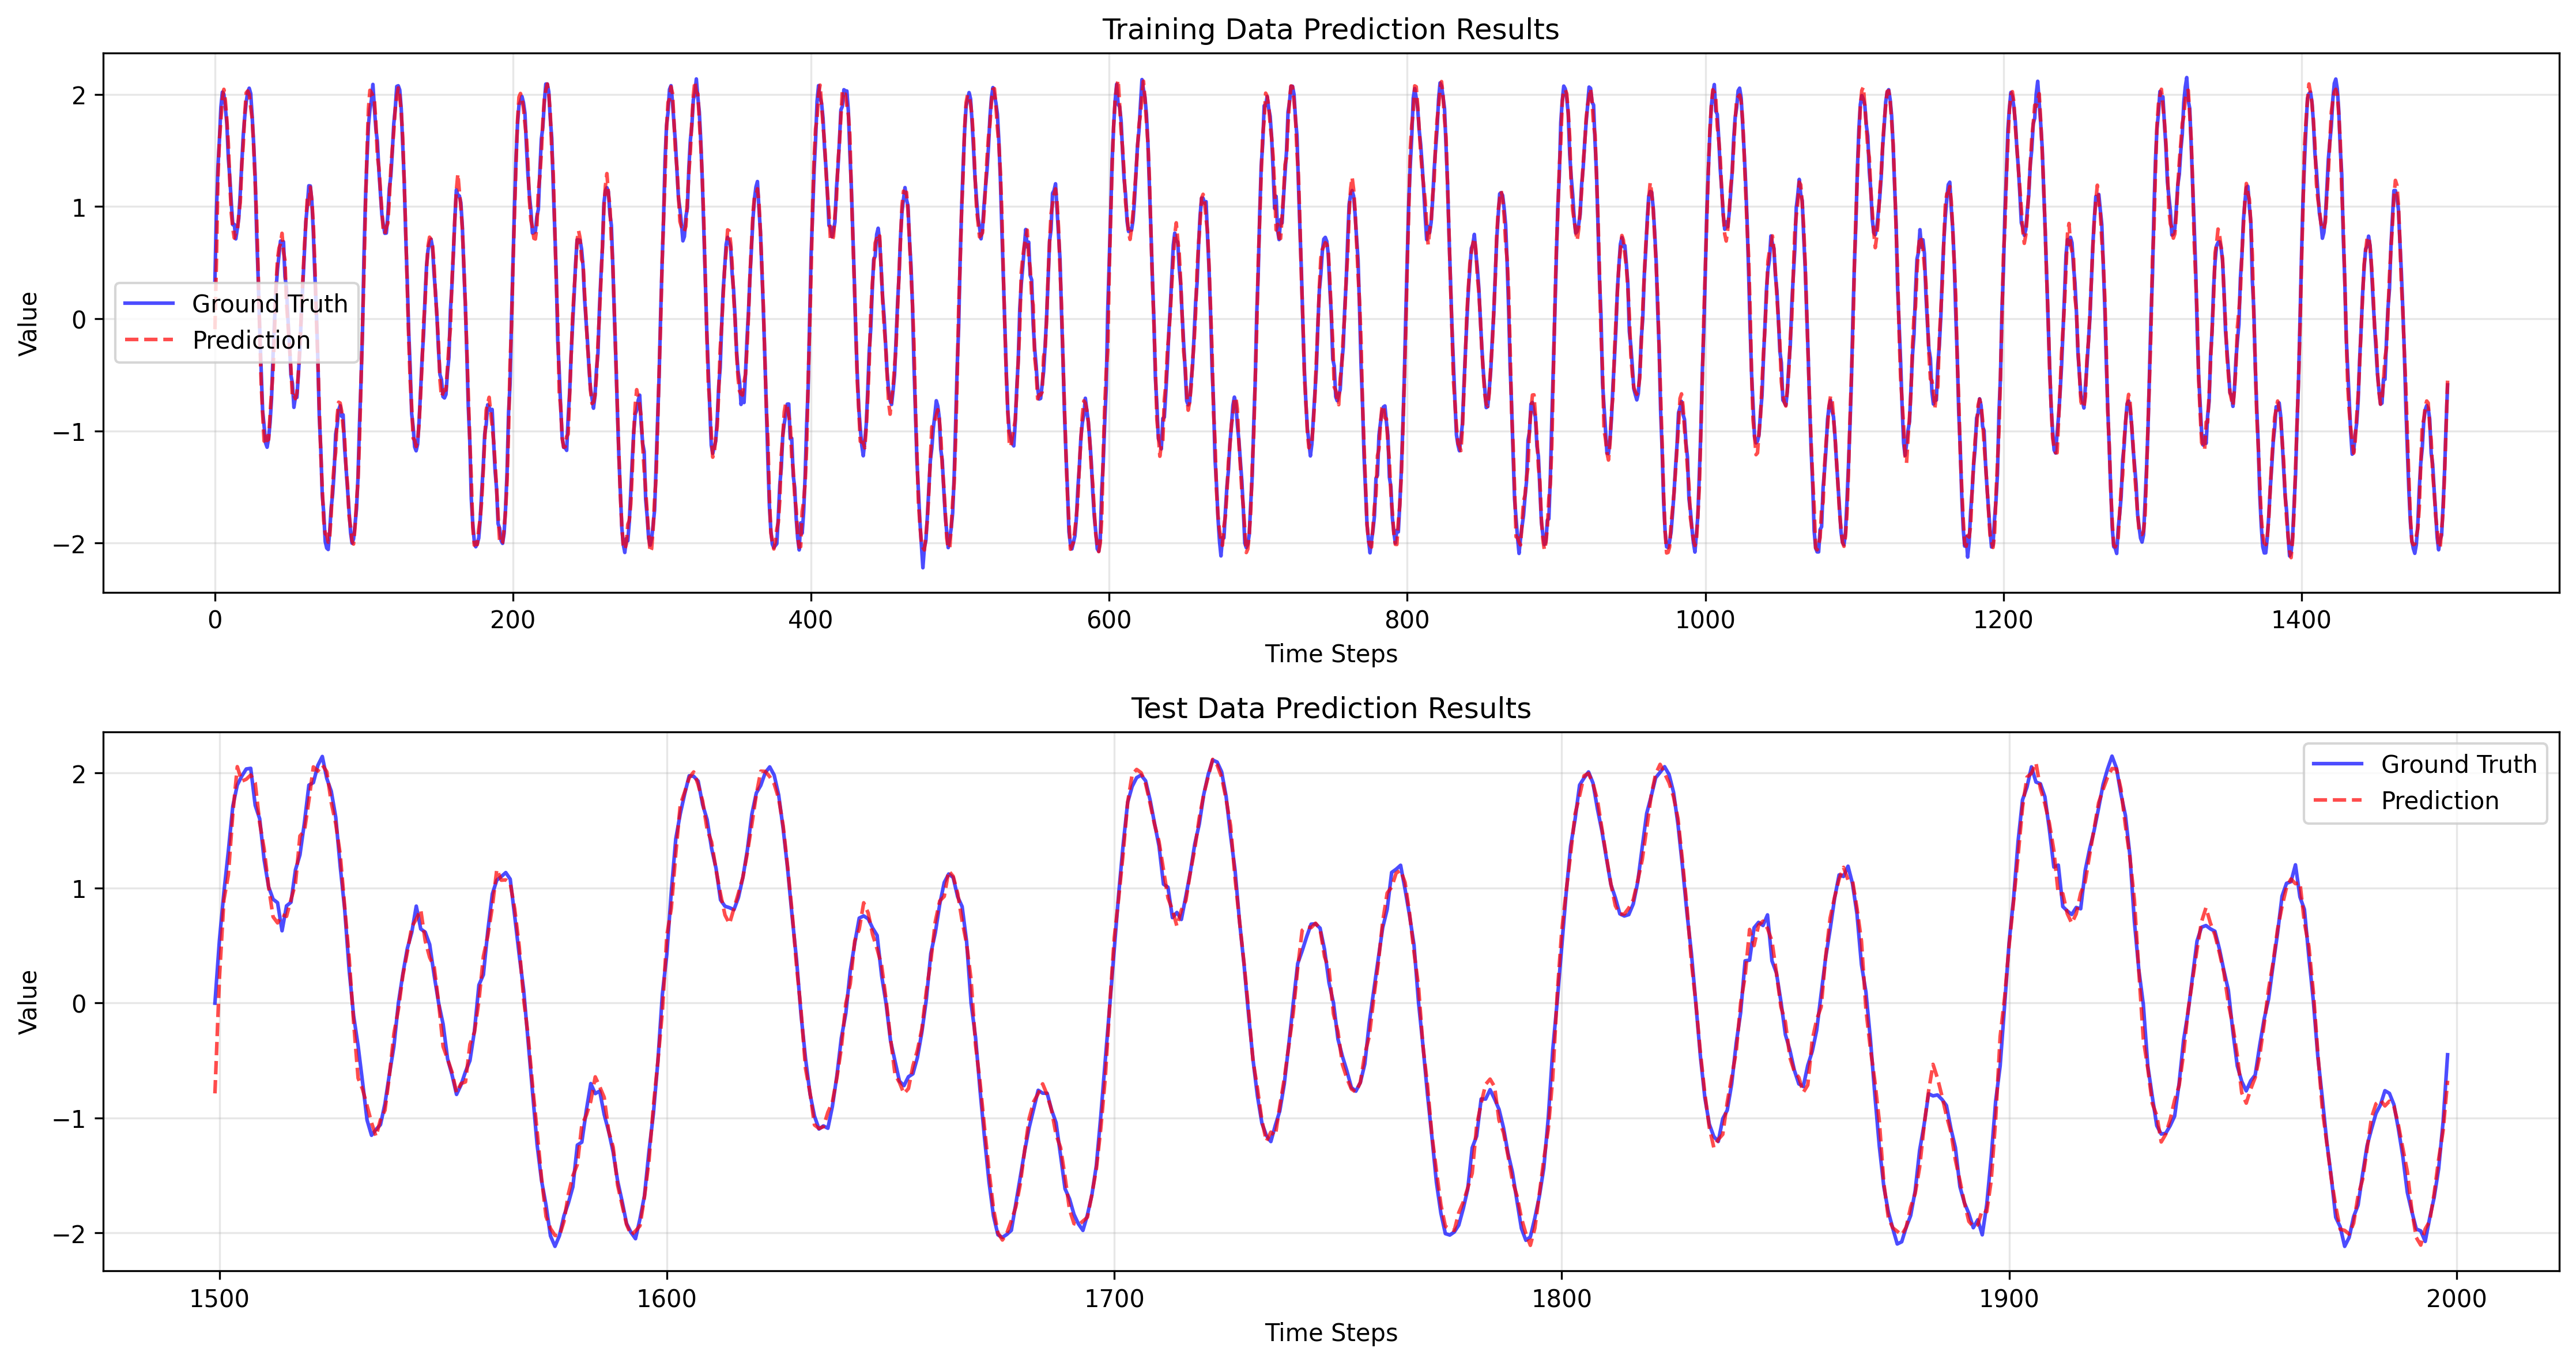 Training Data Prediction Results
Value
2
1
0
−1
−2
Ground Truth
Prediction
0 200 400 600 800 1000 1200 1400
Time Steps
Test Data Prediction Results
Value
2
1
0
−1
−2
Ground Truth
Prediction
1500 1600 1700 1800 1900 2000
Time Steps